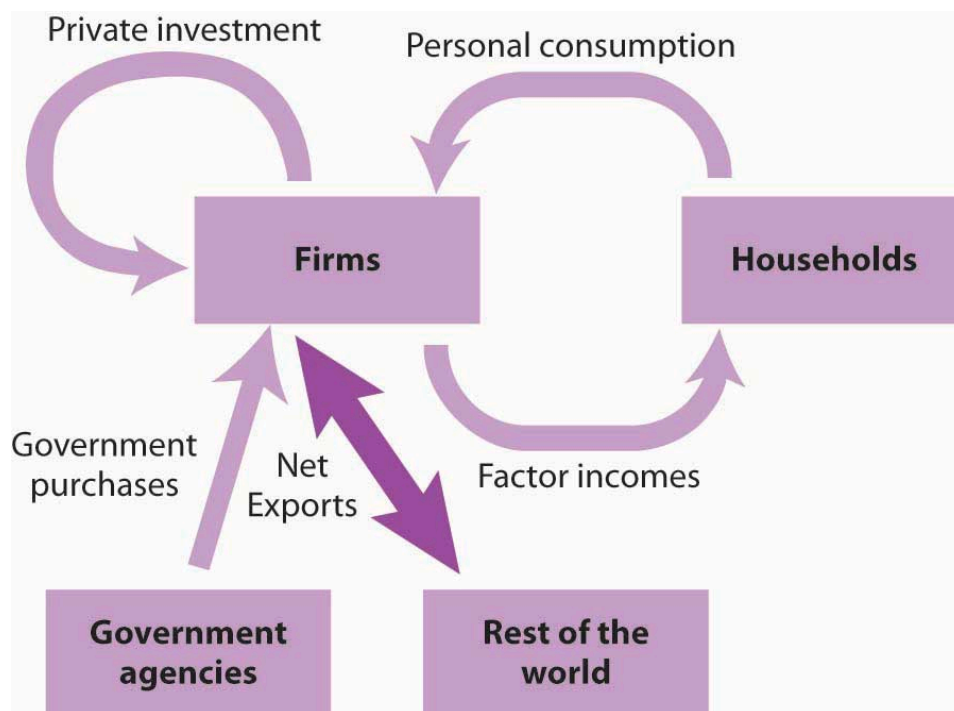 Private investment
Personal consumption
Firms
Households
Government
purchases
Net
Exports
Factor incomes
Government
agencies
Rest of the
world